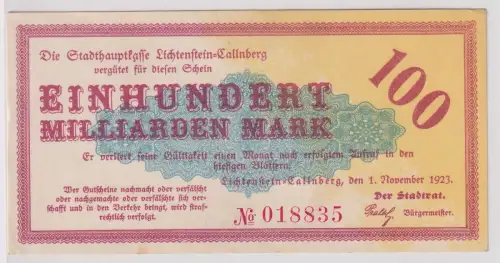 Die Stadthauptkasse Lichtenstein-Callnberg
vergütet für diesen Schein
EINHUNDERT
MILLIARDEN MARK
100
Er verliert seine Gültigkeit einen Monat nach erfolgtem Aufruf in den
hiesigen Blättern.
Lichtenstein-Callnberg, den 1. November 1923.
Wer Gutscheine nachmacht oder verfälscht
oder nachgemachte oder verfälschte sich ver-
schafft und in den Verkehr bringt, wird straf-
rechtlich verfolgt.
№ 018835
Der Stadtrat.
Bürgermeister.